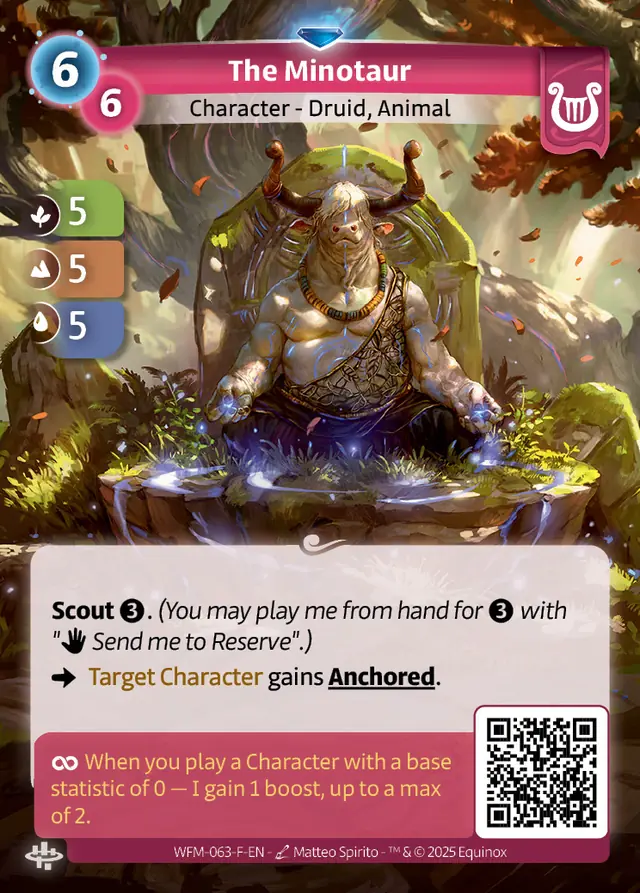 6
The Minotaur
6
Character - Druid, Animal
5
5
5
Scout 3. (You may play me from hand for 3 with
" Send me to Reserve".)
Target Character gains Anchored.
∞ When you play a Character with a base
statistic of 0 — I gain 1 boost, up to a max
of 2.
WFM-063-F-EN - Matteo Spirito - ™ & © 2025 Equinox